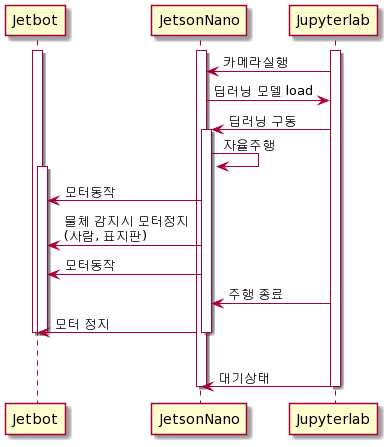 Jetbot
JetsonNano
Jupyterlab
카메라실행
딥러닝 모델 load
딥러닝 구동
자율주행
모터동작
물체 감지시 모터정지
(사람, 표지판)
모터동작
주행 종료
모터 정지
대기상태
Jetbot
JetsonNano
Jupyterlab